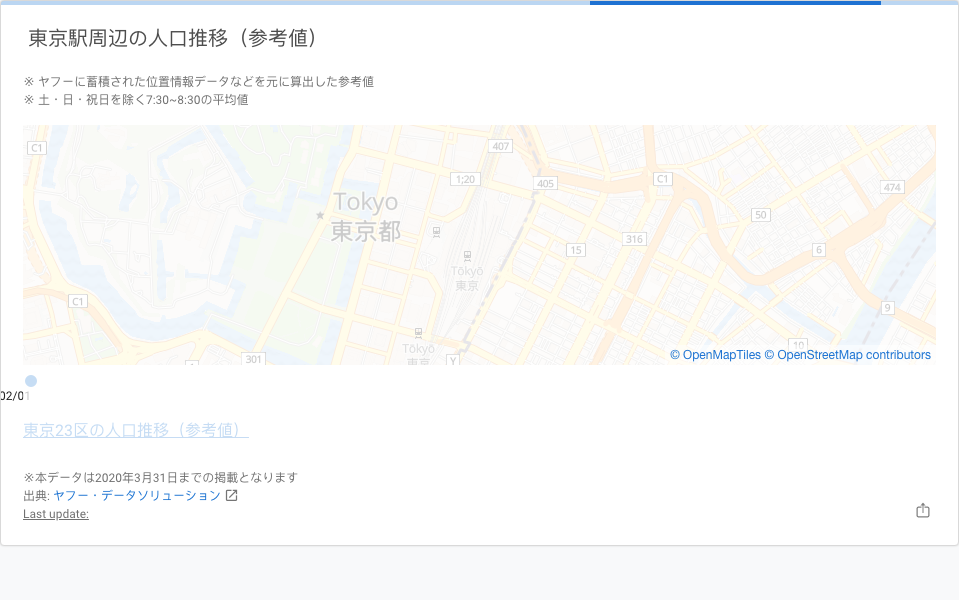 東京駅周辺の人口推移（参考値）
※ ヤフーに蓄積された位置情報データなどを元に算出した参考値
※ 土・日・祝日を除く7:30~8:30の平均値
C1
407
1;20
405
C1
474
Tokyo
東京都
50
316
15
6
Tōkyō
東京
C1
9
10
301
Tōkyō
東京
Y
© OpenMapTiles © OpenStreetMap contributors
02/01
東京23区の人口推移（参考値）
※本データは2020年3月31日までの掲載となります
出典: ヤフー・データソリューション
Last update: